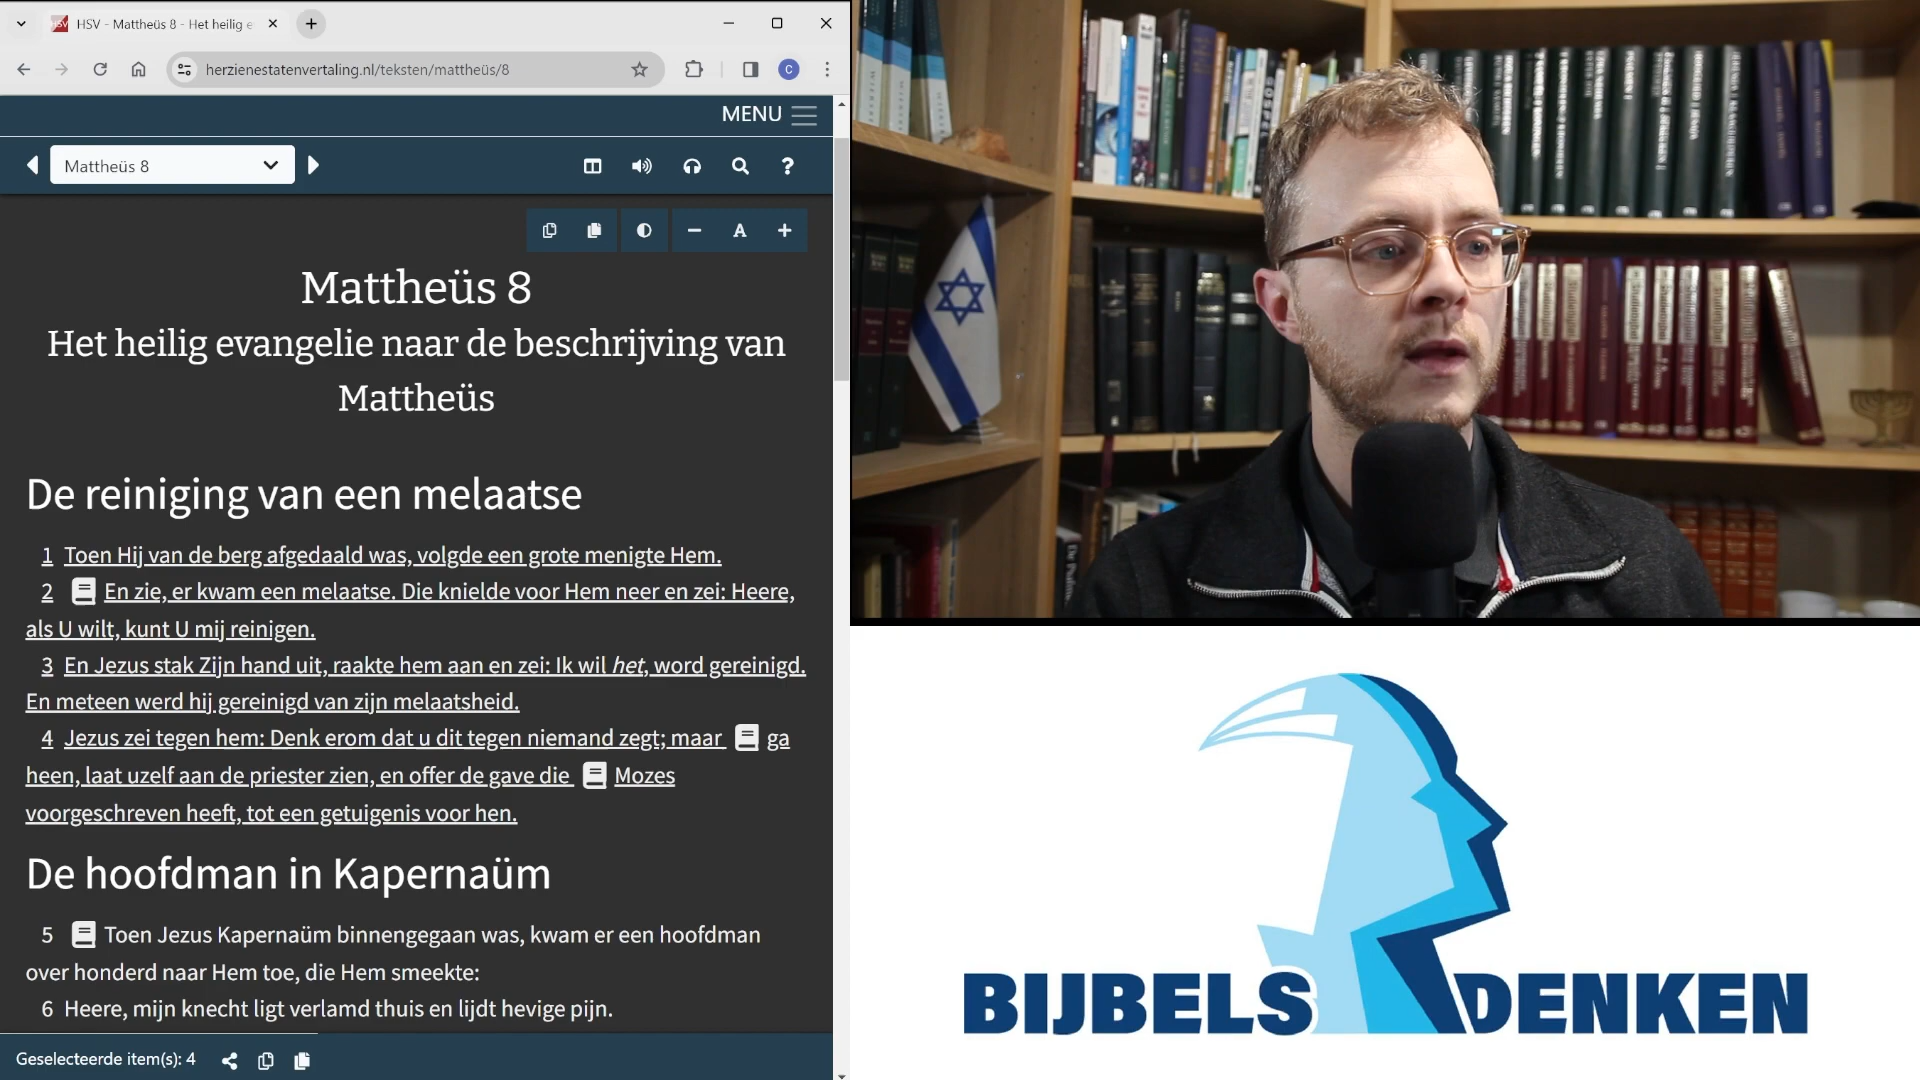 HSV - Mattheüs 8 - Het heilig e
herzienestatenvertaling.nl/teksten/mattheüs/8
C
MENU
Mattheüs 8
A
Mattheüs 8
Het heilig evangelie naar de beschrijving van
Mattheüs
De reiniging van een melaatse
1 Toen Hij van de berg afgedaald was, volgde een grote menigte Hem.
2 En zie, er kwam een melaatse. Die knielde voor Hem neer en zei: Heere,
als U wilt, kunt U mij reinigen.
3 En Jezus stak Zijn hand uit, raakte hem aan en zei: Ik wil het, word gereinigd.
En meteen werd hij gereinigd van zijn melaatsheid.
4 Jezus zei tegen hem: Denk erom dat u dit tegen niemand zegt; maar ga
heen, laat uzelf aan de priester zien, en offer de gave die Mozes
voorgeschreven heeft, tot een getuigenis voor hen.
De hoofdman in Kapernaüm
5 Toen Jezus Kapernaüm binnengegaan was, kwam er een hoofdman
over honderd naar Hem toe, die Hem smeekte:
6 Heere, mijn knecht ligt verlamd thuis en lijdt hevige pijn.
Geselecteerde item(s): 4
GOSPEL
BIJBELS DENKEN